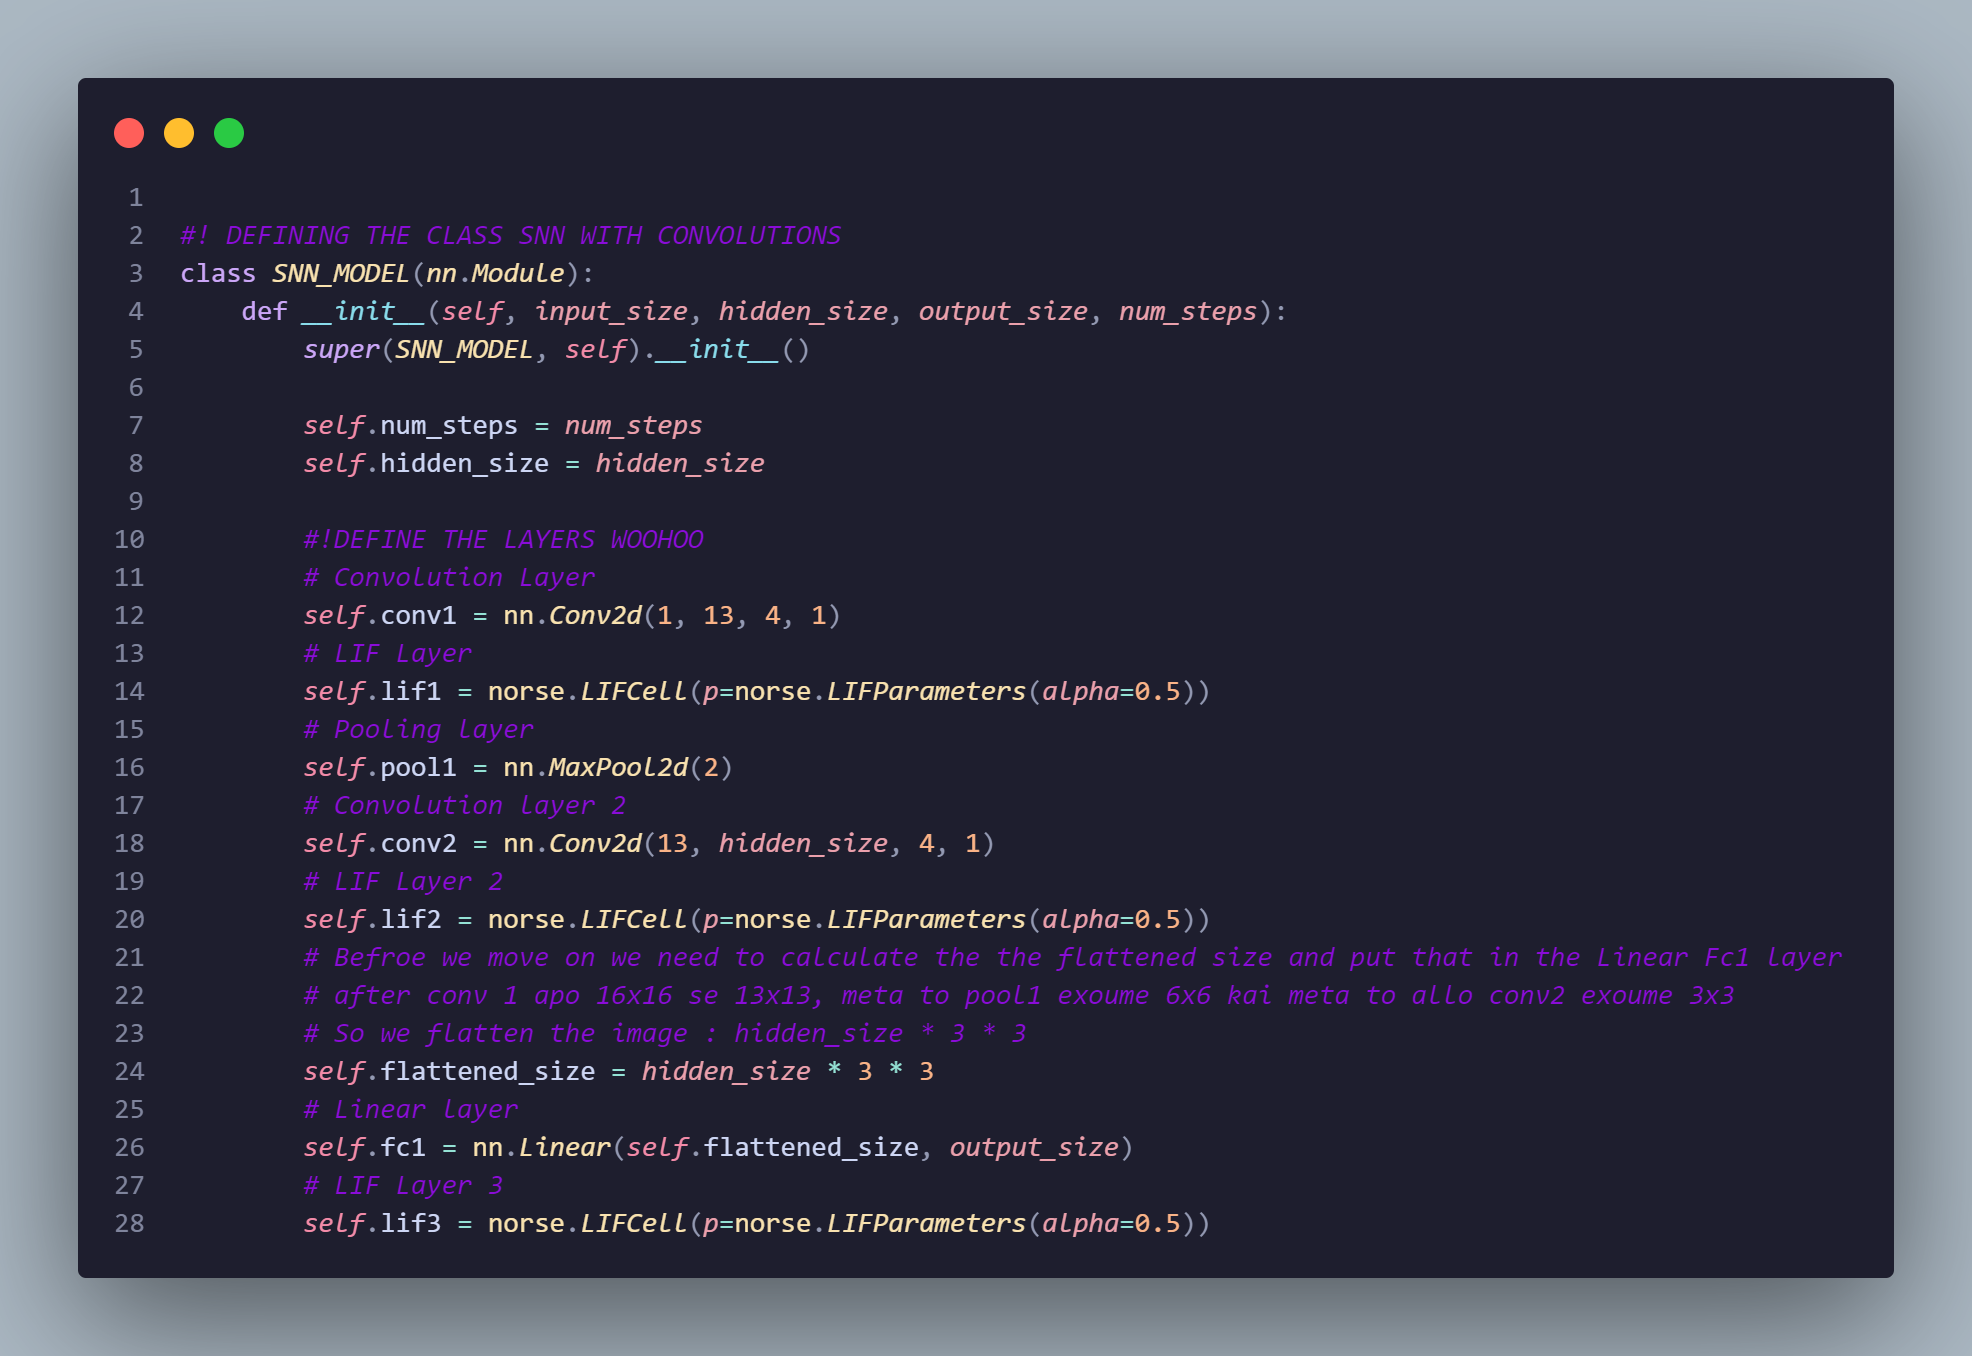 1
2 #! DEFINING THE CLASS SNN WITH CONVOLUTIONS
3 class SNN_MODEL(nn.Module):
4     def __init__(self, input_size, hidden_size, output_size, num_steps):
5         super(SNN_MODEL, self).__init__()
6
7         self.num_steps = num_steps
8         self.hidden_size = hidden_size
9
10         #!DEFINE THE LAYERS WOOHOO
11         # Convolution Layer
12         self.conv1 = nn.Conv2d(1, 13, 4, 1)
13         # LIF Layer
14         self.lif1 = norse.LIFCell(p=norse.LIFParameters(alpha=0.5))
15         # Pooling layer
16         self.pool1 = nn.MaxPool2d(2)
17         # Convolution layer 2
18         self.conv2 = nn.Conv2d(13, hidden_size, 4, 1)
19         # LIF Layer 2
20         self.lif2 = norse.LIFCell(p=norse.LIFParameters(alpha=0.5))
21         # Befroe we move on we need to calculate the the flattened size and put that in the Linear Fc1 layer
22         # after conv 1 apo 16x16 se 13x13, meta to pool1 exoume 6x6 kai meta to allo conv2 exoume 3x3
23         # So we flatten the image : hidden_size * 3 * 3
24         self.flattened_size = hidden_size * 3 * 3
25         # Linear layer
26         self.fc1 = nn.Linear(self.flattened_size, output_size)
27         # LIF Layer 3
28         self.lif3 = norse.LIFCell(p=norse.LIFParameters(alpha=0.5))